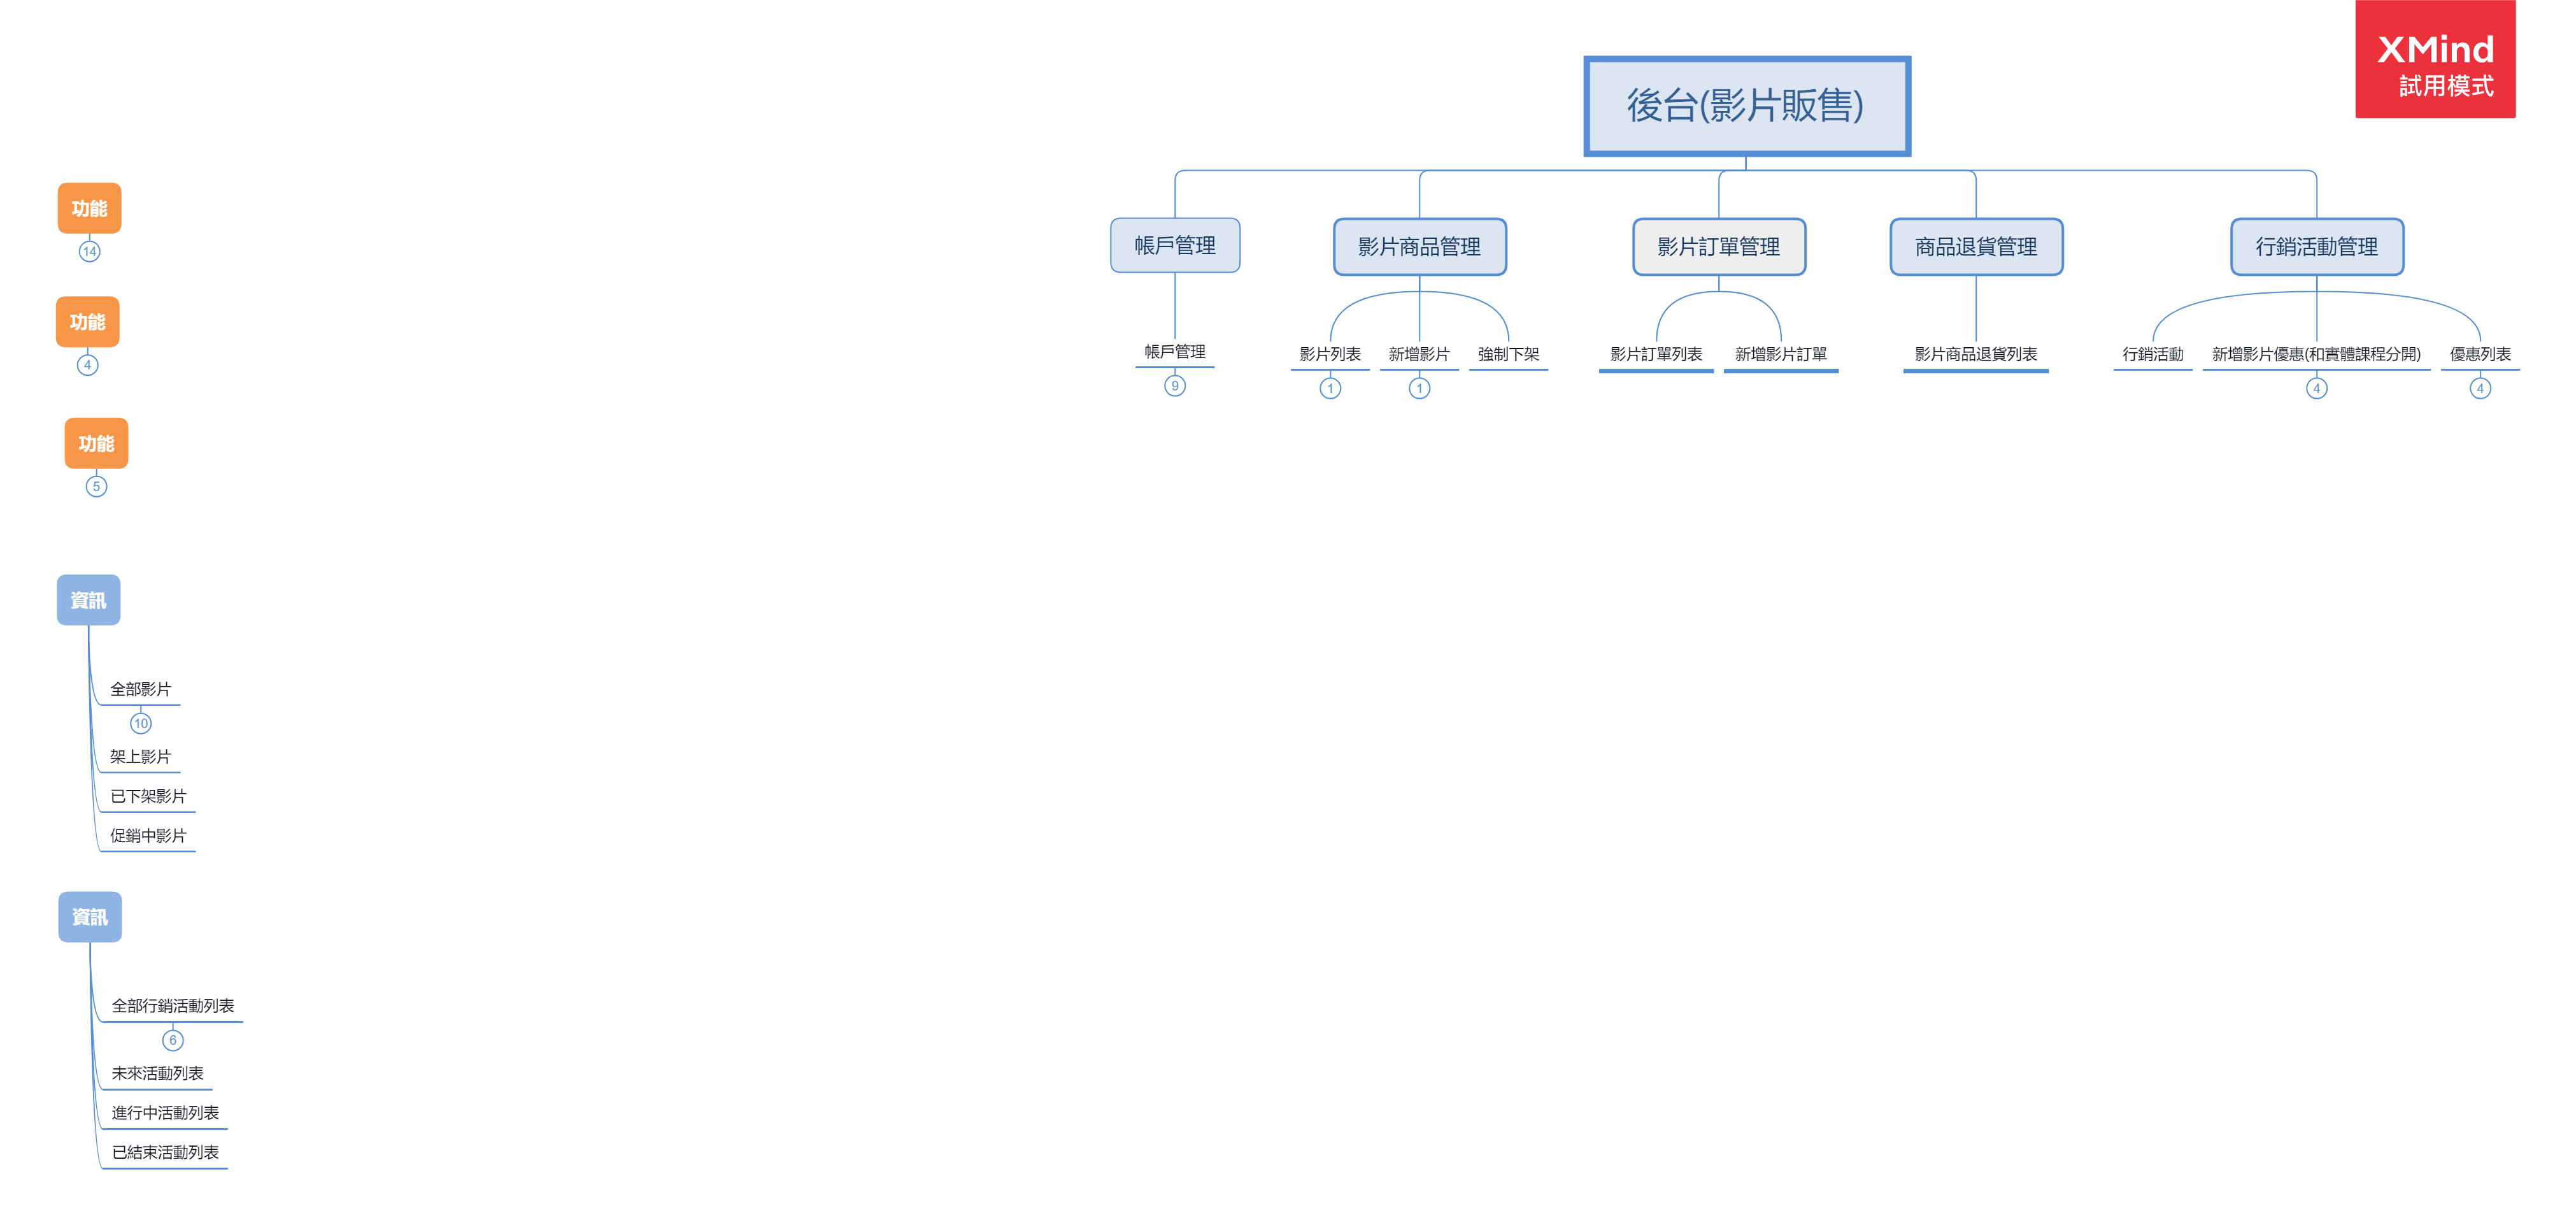 XMind
試用模式
後台(影片販售)
帳戶管理
影片商品管理
影片訂單管理
商品退貨管理
行銷活動管理
帳戶管理
9
影片列表
1
新增影片
1
強制下架
影片訂單列表
新增影片訂單
影片商品退貨列表
行銷活動
新增影片優惠(和實體課程分開)
4
優惠列表
4
功能
14
功能
4
功能
5
資訊
全部影片
10
架上影片
已下架影片
促銷中影片
資訊
全部行銷活動列表
6
未來活動列表
進行中活動列表
已結束活動列表